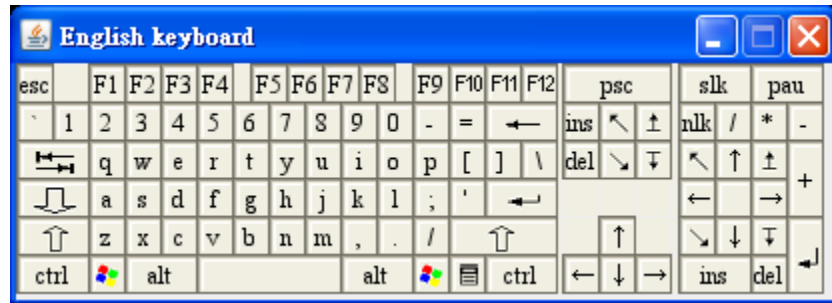 English keyboard
esc F1 F2 F3 F4 F5 F6 F7 F8 F9 F10 F11 F12 psc slk pau
` 1 2 3 4 5 6 7 8 9 0 - = ← ins ↖ ↥ nlk / * -
q w e r t y u i o p [ ] \ del ↘ ↧ ↖ ↑ ↥ +
a s d f g h j k l ; ' ↵ ← →
⇧ z x c v b n m , . / ⇧ ↑ ↘ ↓ ↧
ctrl alt alt ctrl ← ↓ → ins del ↵